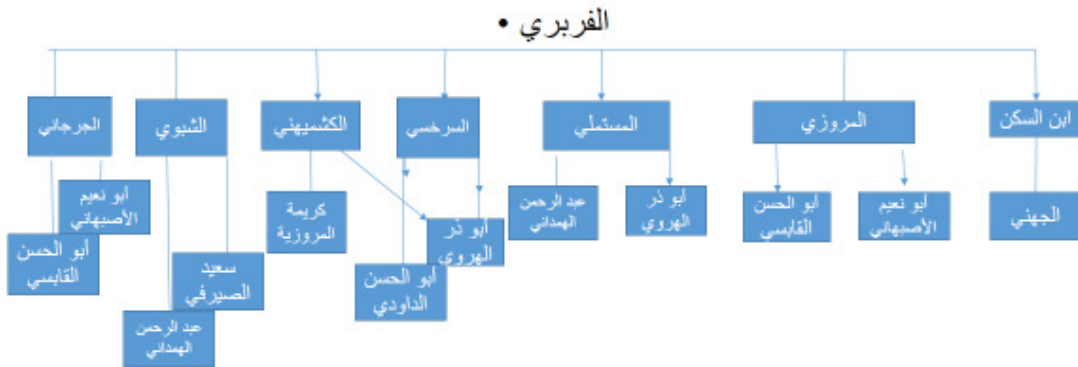 • الفربري
ابن السكن
المروزي
المستملي
السرخسي
الكشميهني
الشبوي
الجرجاني
الجهني
أبو نعيم
الأصبهاني
أبو الحسن
القابسي
أبو ذر
الهروي
عبد الرحمن
الهمداني
أبو ذر
الهروي
أبو الحسن
الداودي
كريمة
المروزية
سعيد
الصيرفي
عبد الرحمن
الهمداني
أبو نعيم
الأصبهاني
أبو الحسن
القابسي